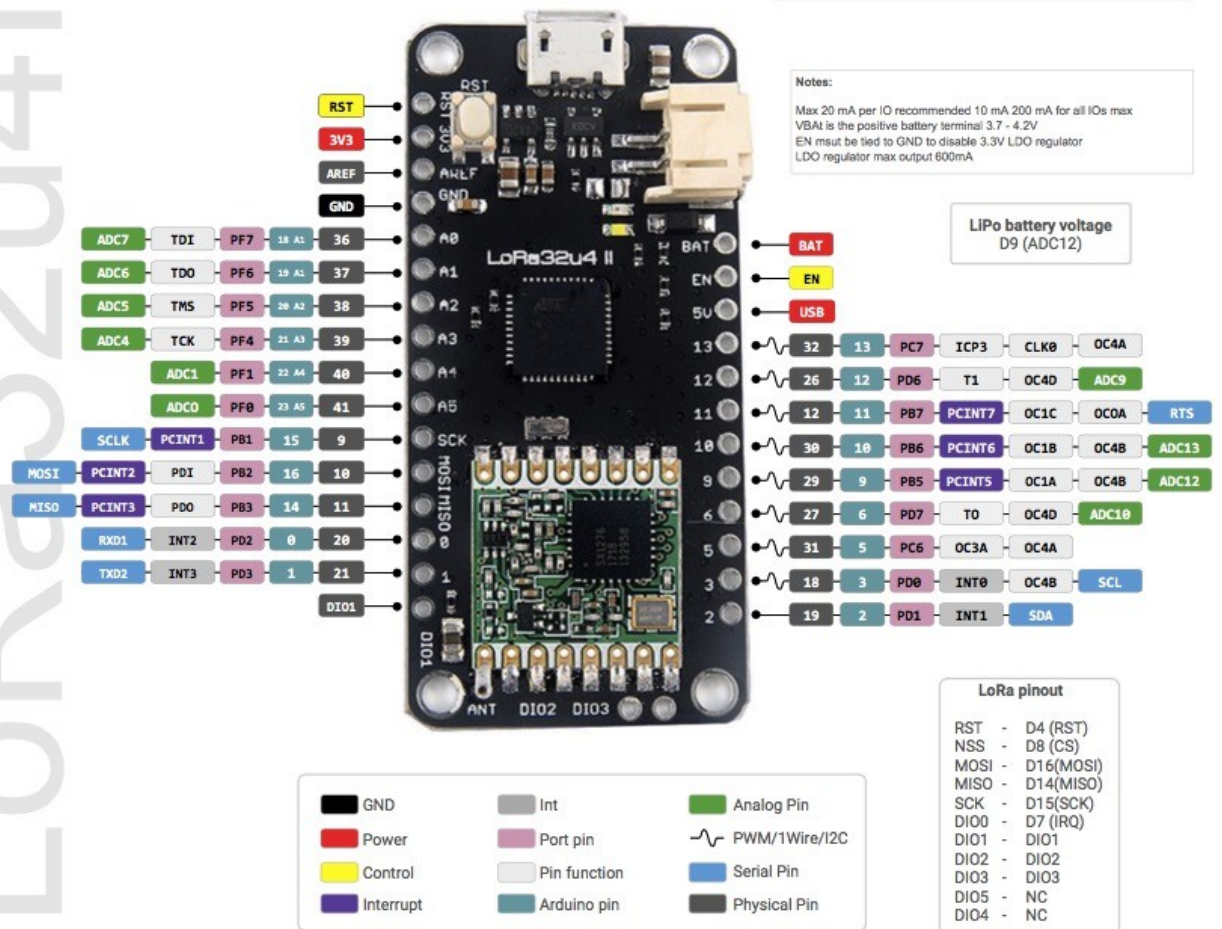 LoRa32u4II
Notes:
Max 20 mA per IO recommended 10 mA 200 mA for all IOs max
VBAt is the positive battery terminal 3.7 - 4.2V
EN msut be tied to GND to disable 3.3V LDO regulator
LDO regulator max output 600mA
LiPo battery voltage
D9 (ADC12)
RST
3V3
AREF
GND
ADC7 TDI PF7 18 A1 36
ADC6 TDO PF6 19 A1 37
ADC5 TMS PF5 20 A2 38
ADC4 TCK PF4 21 A3 39
ADC1 PF1 22 A4 40
ADC0 PF0 23 A5 41
SCLK PCINT1 PB1 15 9
MOSI PCINT2 PDI PB2 16 10
MISO PCINT3 PDO PB3 14 11
RXD1 INT2 PD2 0 20
TXD2 INT3 PD3 1 21
DIO1
RST
RST
3V3
AREF
GND
A0
A1
A2
A3
A4
A5
SCK
MOSI
MISO
0
1
DIO1
LoRa32u4 II
SX1276
ANT DIO2 DIO3
BAT
EN
5V
13
12
11
10
9
6
5
3
2
BAT
EN
USB
32 13 PC7 ICP3 CLK0 OC4A
26 12 PD6 T1 OC4D ADC9
12 11 PB7 PCINT7 OC1C OC0A RTS
30 10 PB6 PCINT6 OC1B OC4B ADC13
29 9 PB5 PCINT5 OC1A OC4B ADC12
27 6 PD7 T0 OC4D ADC10
31 5 PC6 OC3A OC4A
18 3 PD0 INT0 OC4B SCL
19 2 PD1 INT1 SDA
GND Int Analog Pin
Power Port pin PWM/1Wire/I2C
Control Pin function Serial Pin
Interrupt Arduino pin Physical Pin
LoRa pinout
RST - D4 (RST)
NSS - D8 (CS)
MOSI - D16(MOSI)
MISO - D14(MISO)
SCK - D15(SCK)
DIO0 - D7 (IRQ)
DIO1 - DIO1
DIO2 - DIO2
DIO3 - DIO3
DIO5 - NC
DIO4 - NC